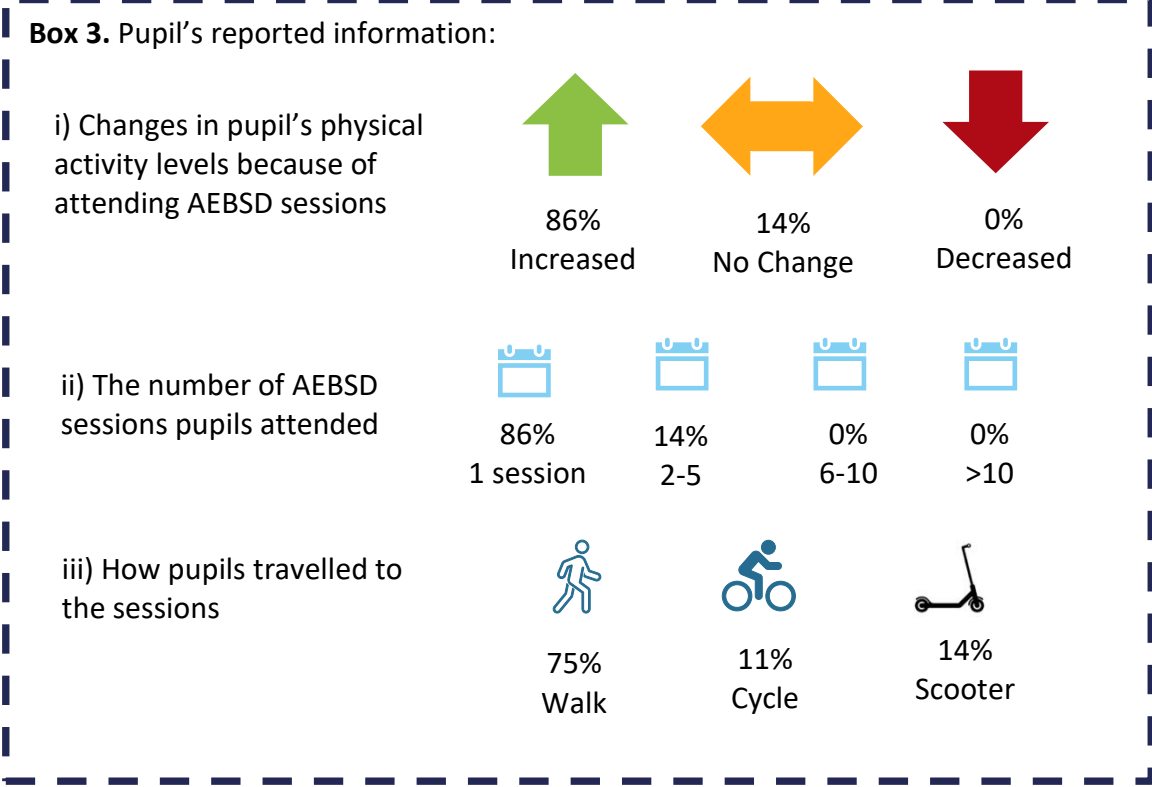 Box 3. Pupil’s reported information:
i) Changes in pupil’s physical
activity levels because of
attending AEBSD sessions
86%
Increased
14%
No Change
0%
Decreased
ii) The number of AEBSD
sessions pupils attended
86%
1 session
14%
2-5
0%
6-10
0%
>10
iii) How pupils travelled to
the sessions
75%
Walk
11%
Cycle
14%
Scooter